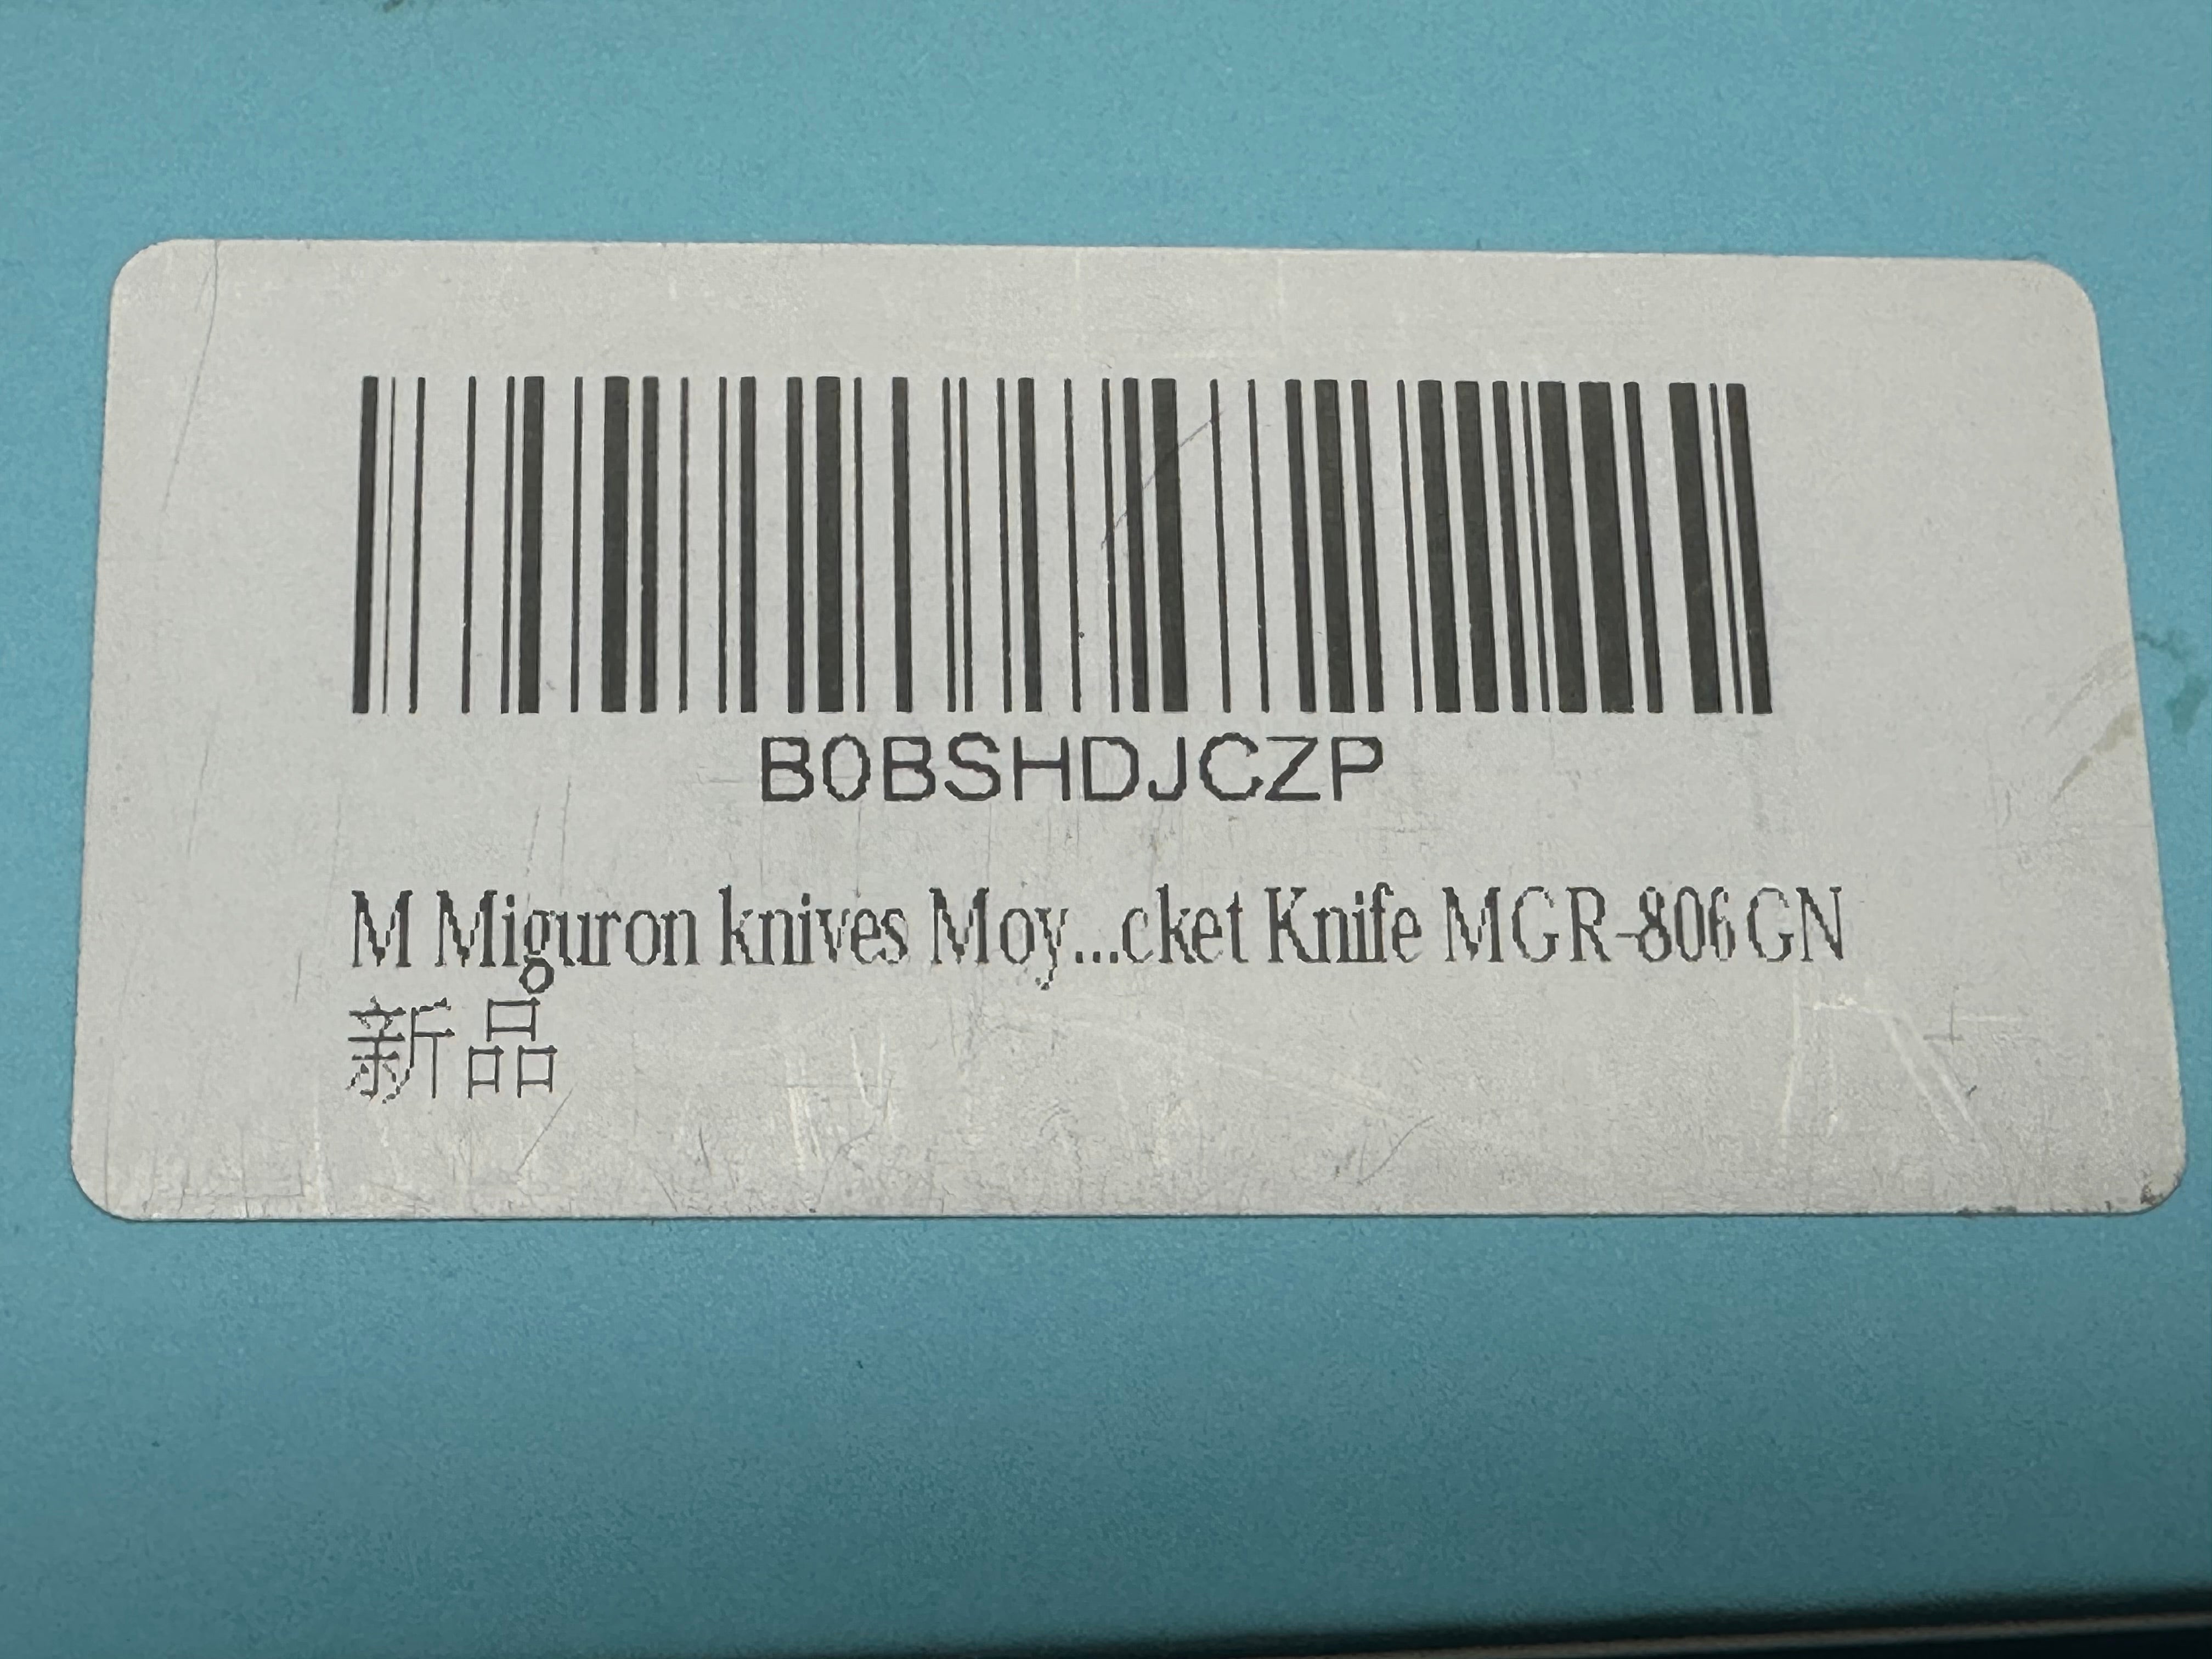 B0BSHDJCZP
M Miguron knives Moy...cket Knife MGR-806GN
新品